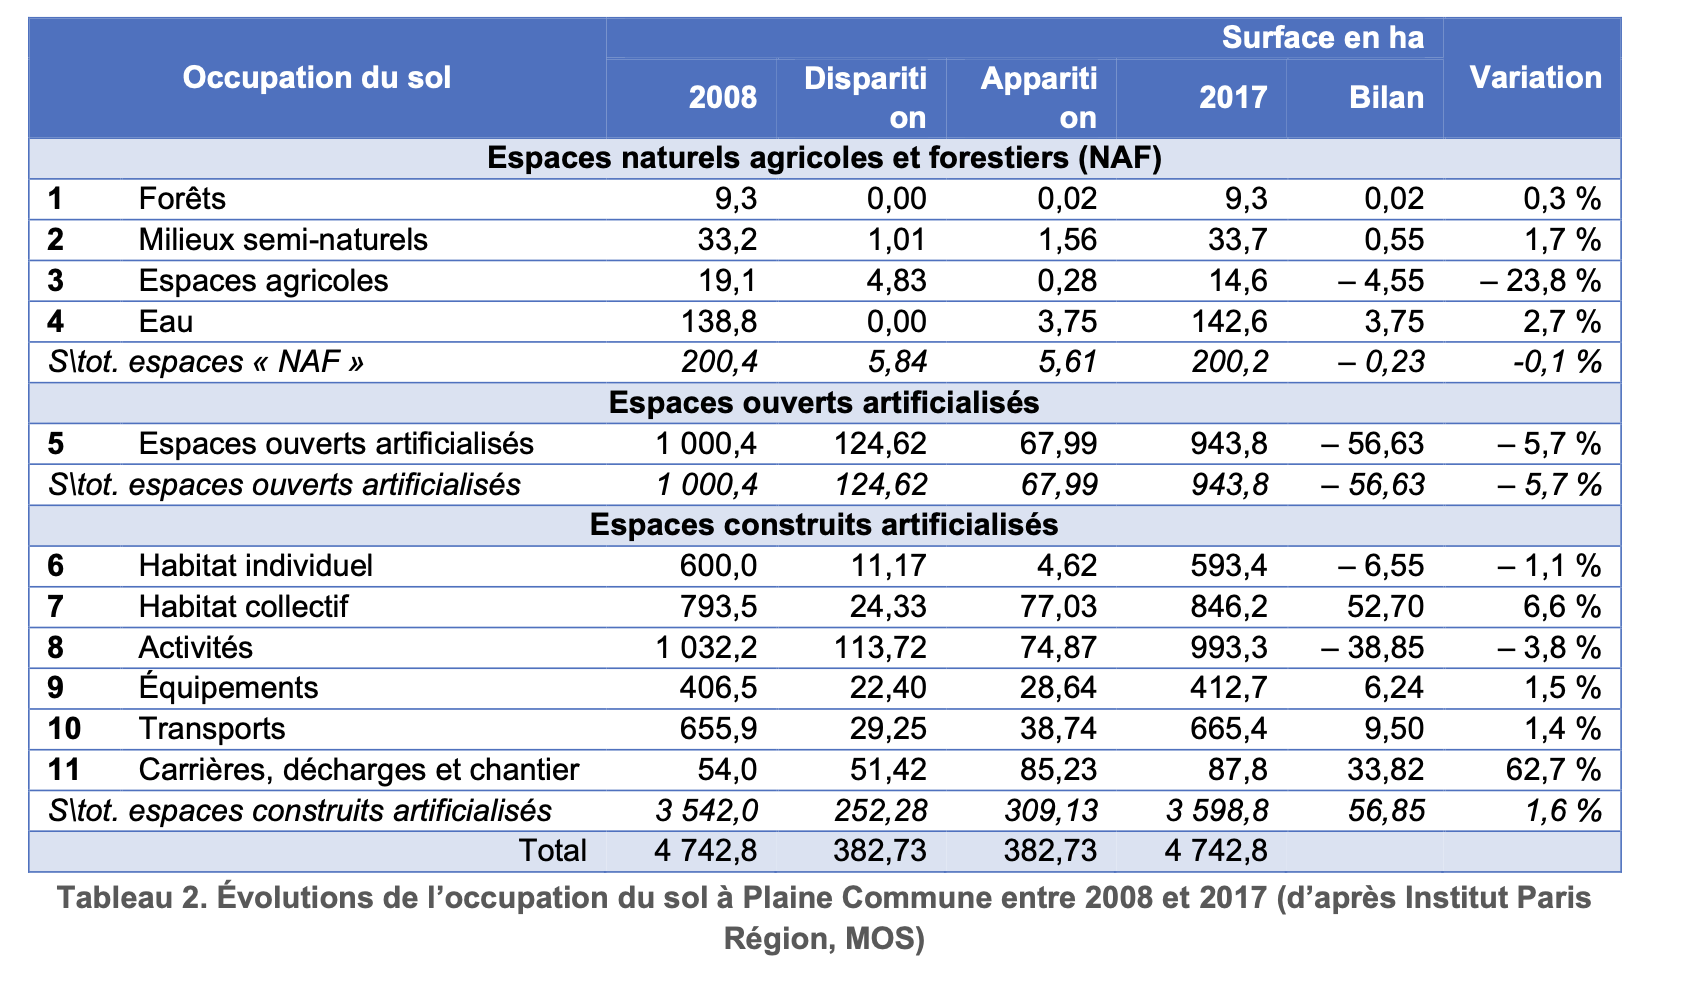 Occupation du sol Surface en ha Variation
2008 Dispariti
on Appariti
on 2017 Bilan
Espaces naturels agricoles et forestiers (NAF)
1 Forêts 9,3 0,00 0,02 9,3 0,02 0,3 %
2 Milieux semi-naturels 33,2 1,01 1,56 33,7 0,55 1,7 %
3 Espaces agricoles 19,1 4,83 0,28 14,6 – 4,55 – 23,8 %
4 Eau 138,8 0,00 3,75 142,6 3,75 2,7 %
S\tot. espaces « NAF » 200,4 5,84 5,61 200,2 – 0,23 -0,1 %
Espaces ouverts artificialisés
5 Espaces ouverts artificialisés 1 000,4 124,62 67,99 943,8 – 56,63 – 5,7 %
S\tot. espaces ouverts artificialisés 1 000,4 124,62 67,99 943,8 – 56,63 – 5,7 %
Espaces construits artificialisés
6 Habitat individuel 600,0 11,17 4,62 593,4 – 6,55 – 1,1 %
7 Habitat collectif 793,5 24,33 77,03 846,2 52,70 6,6 %
8 Activités 1 032,2 113,72 74,87 993,3 – 38,85 – 3,8 %
9 Équipements 406,5 22,40 28,64 412,7 6,24 1,5 %
10 Transports 655,9 29,25 38,74 665,4 9,50 1,4 %
11 Carrières, décharges et chantier 54,0 51,42 85,23 87,8 33,82 62,7 %
S\tot. espaces construits artificialisés 3 542,0 252,28 309,13 3 598,8 56,85 1,6 %
Total 4 742,8 382,73 382,73 4 742,8
Tableau 2. Évolutions de l’occupation du sol à Plaine Commune entre 2008 et 2017 (d’après Institut Paris
Région, MOS)